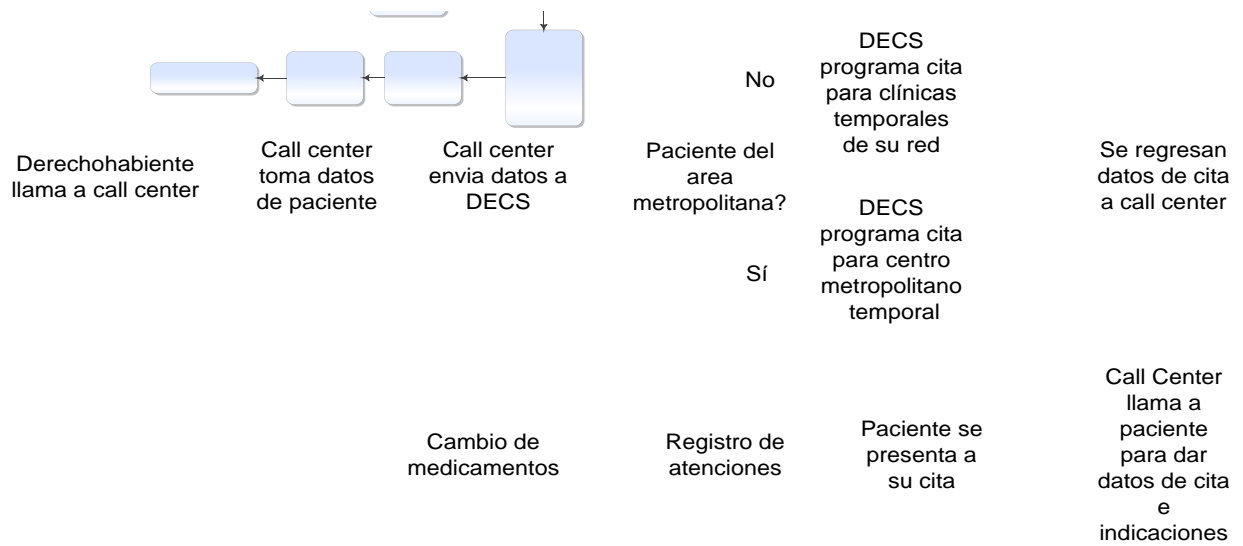 Derechohabiente
llama a call center
Call center
toma datos
de paciente
Call center
envia datos a
DECS
Paciente del
area
metropolitana?
No
DECS
programa cita
para clínicas
temporales
de su red
Sí
DECS
programa cita
para centro
metropolitano
temporal
Se regresan
datos de cita
a call center
Call Center
llama a
paciente
para dar
datos de cita
e
indicaciones
Paciente se
presenta a
su cita
Registro de
atenciones
Cambio de
medicamentos